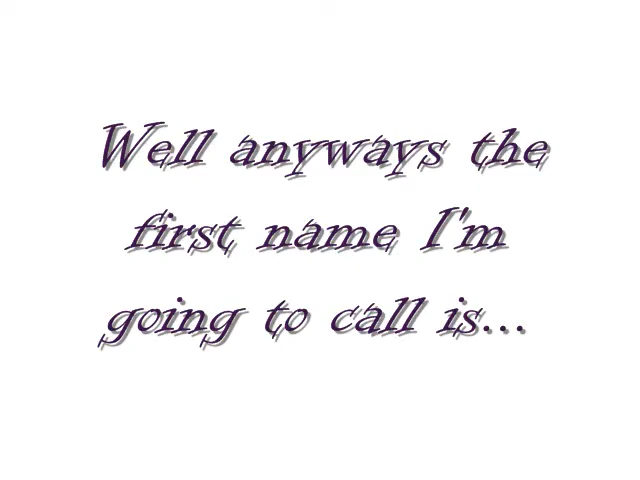 Well anyways the
first name I'm
going to call is...